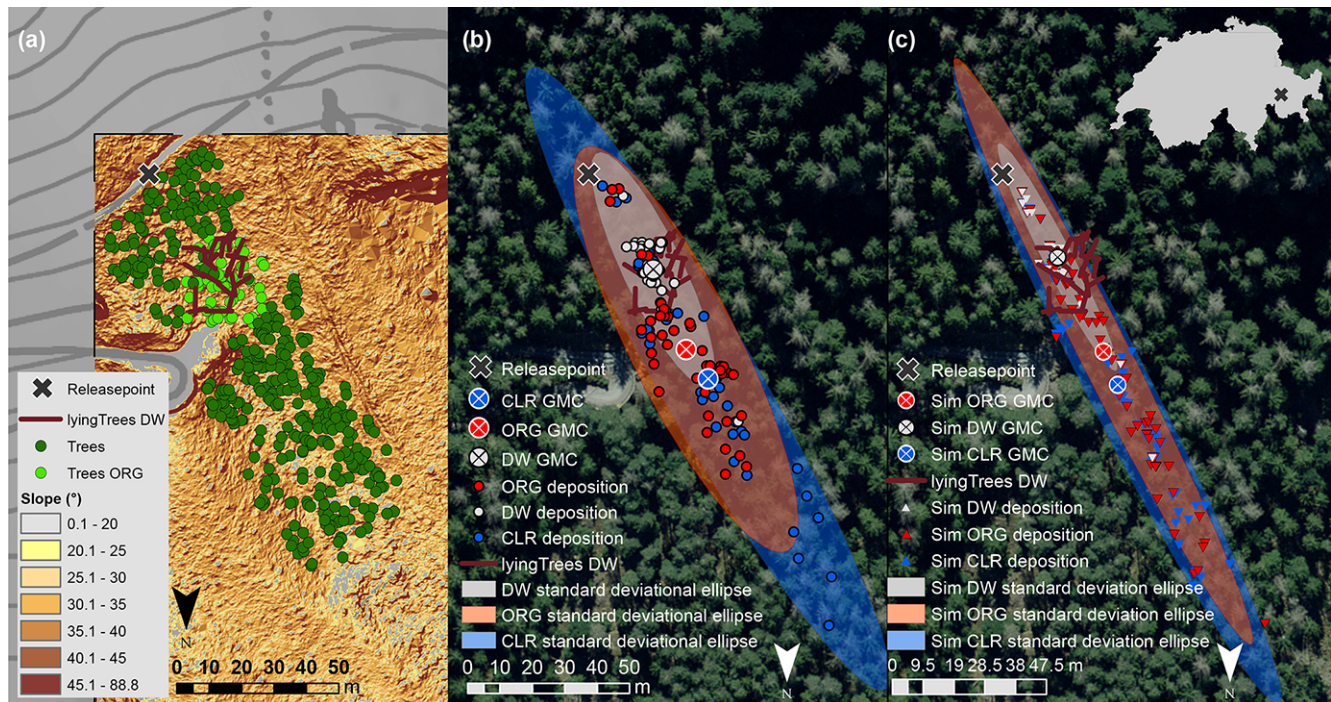 (a)
Releasepoint
lyingTrees DW
Trees
Trees ORG
Slope (°)
0.1 - 20
20.1 - 25
25.1 - 30
30.1 - 35
35.1 - 40
40.1 - 45
45.1 - 88.8
N
0 10 20 30 40 50
m
(b)
Releasepoint
CLR GMC
ORG GMC
DW GMC
ORG deposition
DW deposition
CLR deposition
lyingTrees DW
DW standard deviational ellipse
ORG standard deviational ellipse
CLR standard deviational ellipse
0 10 20 30 40 50
m
N
(c)
Releasepoint
Sim ORG GMC
Sim DW GMC
Sim CLR GMC
lyingTrees DW
Sim DW deposition
Sim ORG deposition
Sim CLR deposition
Sim DW standard deviation ellipse
Sim ORG standard deviation ellipse
Sim CLR standard deviation ellipse
0 9.5 19 28.5 38 47.5 m
N